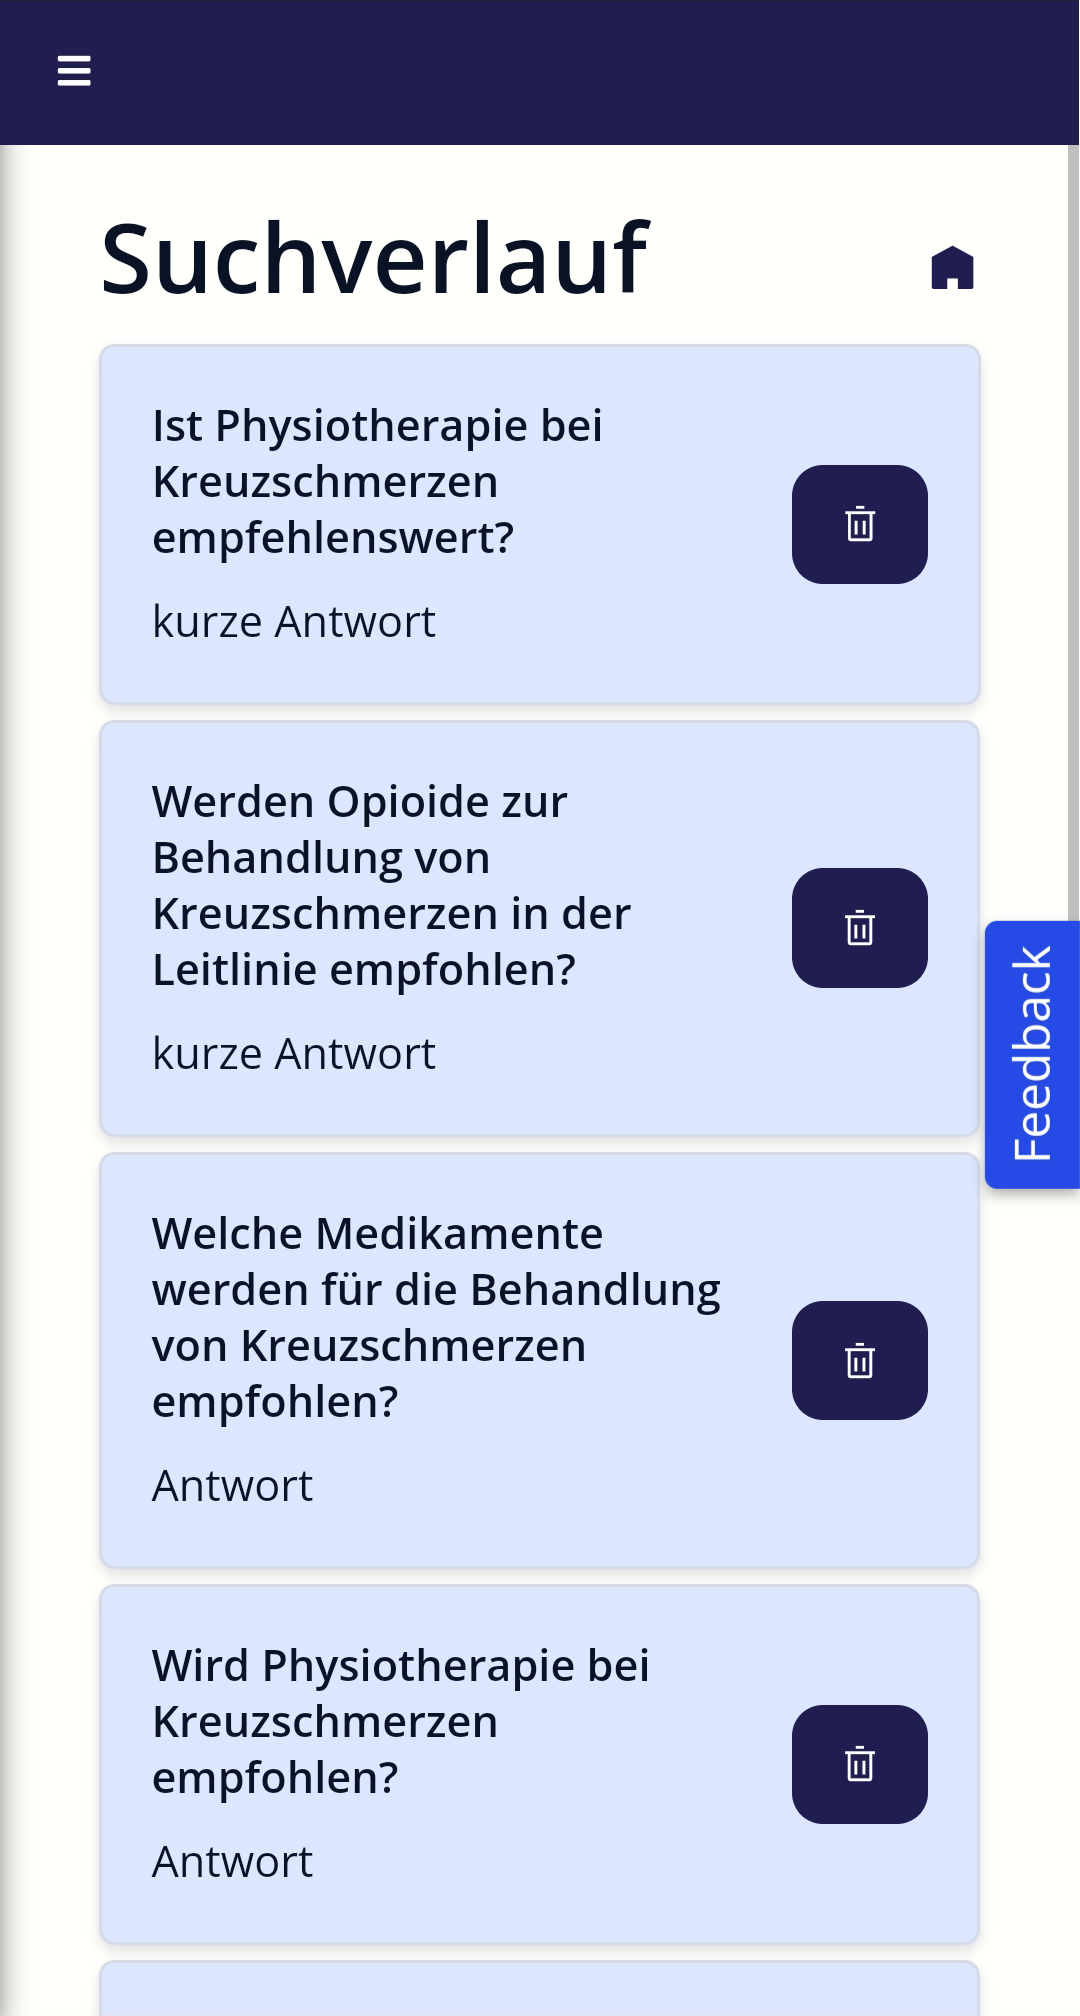 Suchverlauf
Ist Physiotherapie bei
Kreuzschmerzen
empfehlenswert?
kurze Antwort
Werden Opioide zur
Behandlung von
Kreuzschmerzen in der
Leitlinie empfohlen?
kurze Antwort
Feedback
Welche Medikamente
werden für die Behandlung
von Kreuzschmerzen
empfohlen?
Antwort
Wird Physiotherapie bei
Kreuzschmerzen
empfohlen?
Antwort